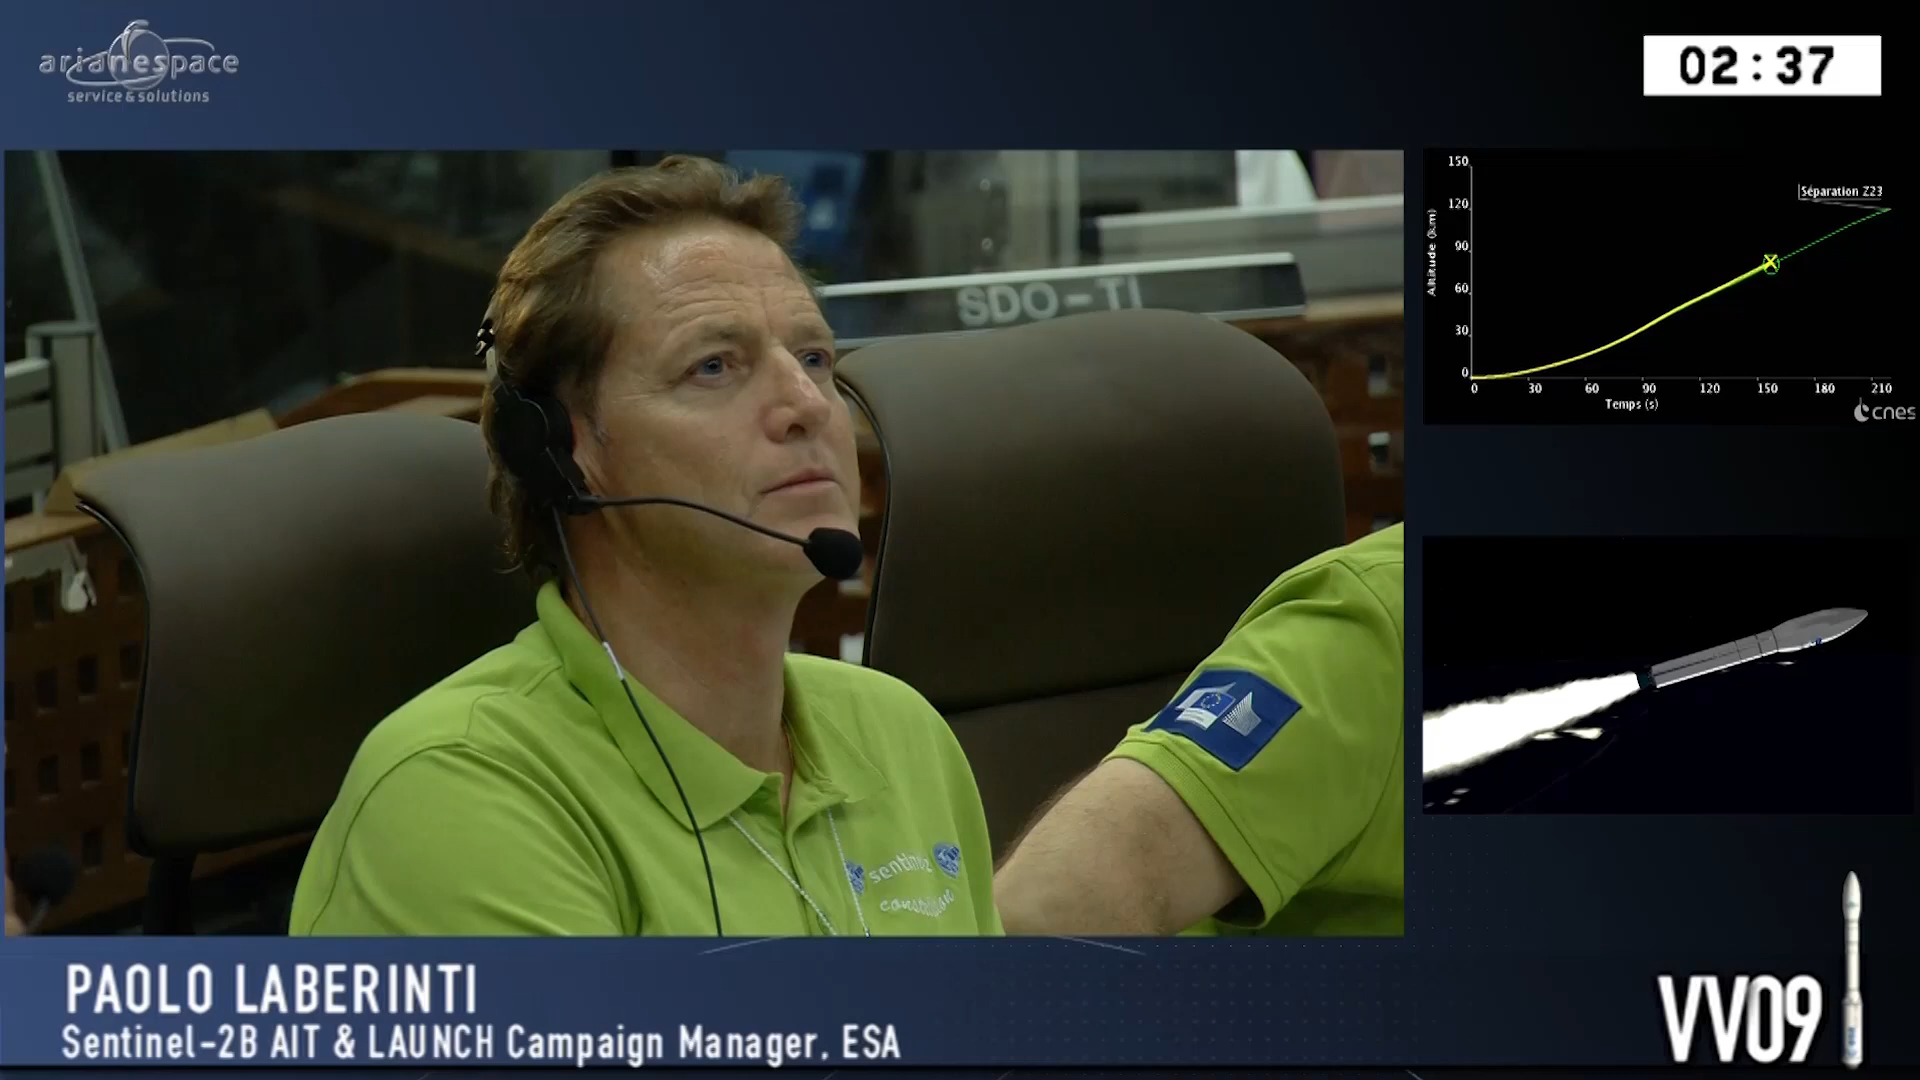 arianespace
service & solutions
02:37
150
120
90
60
30
0
Altitude (km)
Séparation Z23
0 30 60 90 120 150 180 210
Temps (s)
cnes
SDO-TI
PAOLO LABERINTI
Sentinel-2B AIT & LAUNCH Campaign Manager, ESA
VV09